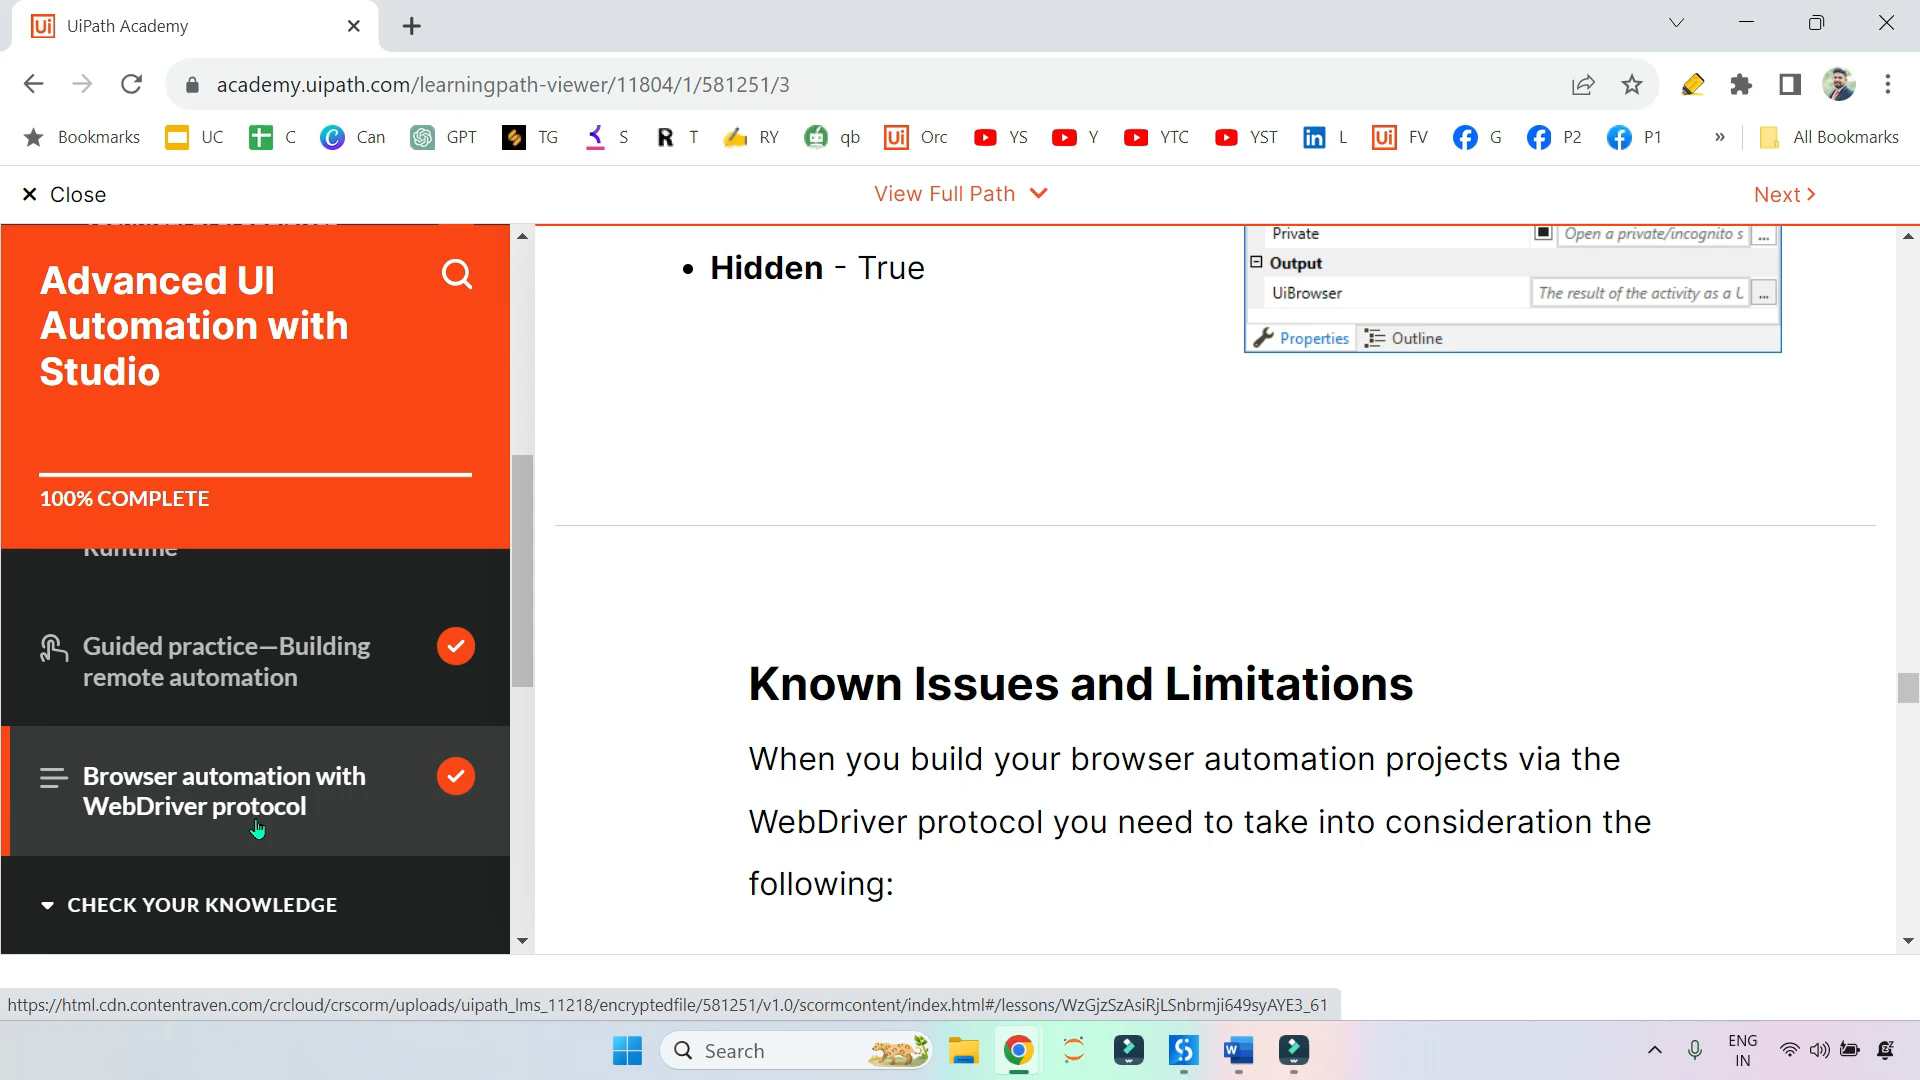 UiPath Academy
academy.uipath.com/learningpath-viewer/11804/1/581251/3
Bookmarks UC C Can GPT TG S T RY qb Orc YS Y YTC YST L FV G P2 P1 » All Bookmarks
Close
View Full Path
Next
Advanced UI
Automation with
Studio
100% COMPLETE
Runtime
Guided practice—Building
remote automation
Browser automation with
WebDriver protocol
CHECK YOUR KNOWLEDGE
• Hidden - True
Private Open a private/incognito s ...
Output
UiBrowser The result of the activity as a U ...
Properties Outline
Known Issues and Limitations
When you build your browser automation projects via the
WebDriver protocol you need to take into consideration the
following:
https://html.cdn.contentraven.com/crcloud/crscorm/uploads/uipath_lms_11218/encryptedfile/581251/v1.0/scormcontent/index.html#/lessons/WzGjzSzAsiRjLSnbrmji649syAYE3_61
Search
ENG
IN